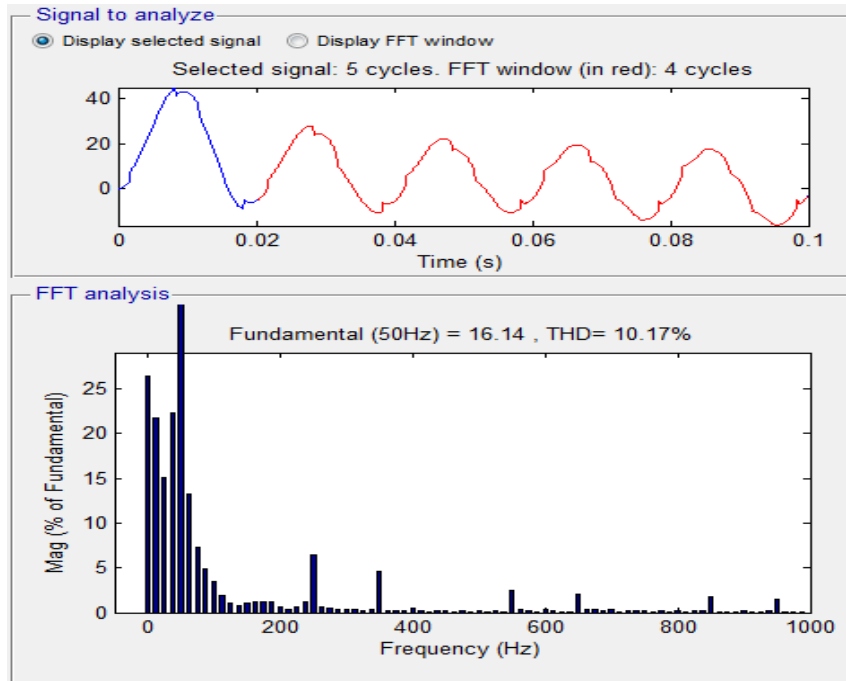 Signal to analyze
Display selected signal Display FFT window
Selected signal: 5 cycles. FFT window (in red): 4 cycles
40
20
0
0 0.02 0.04 0.06 0.08 0.1
Time (s)
FFT analysis
Fundamental (50Hz) = 16.14 , THD= 10.17%
Mag (% of Fundamental)
25
20
15
10
5
0
0 200 400 600 800 1000
Frequency (Hz)